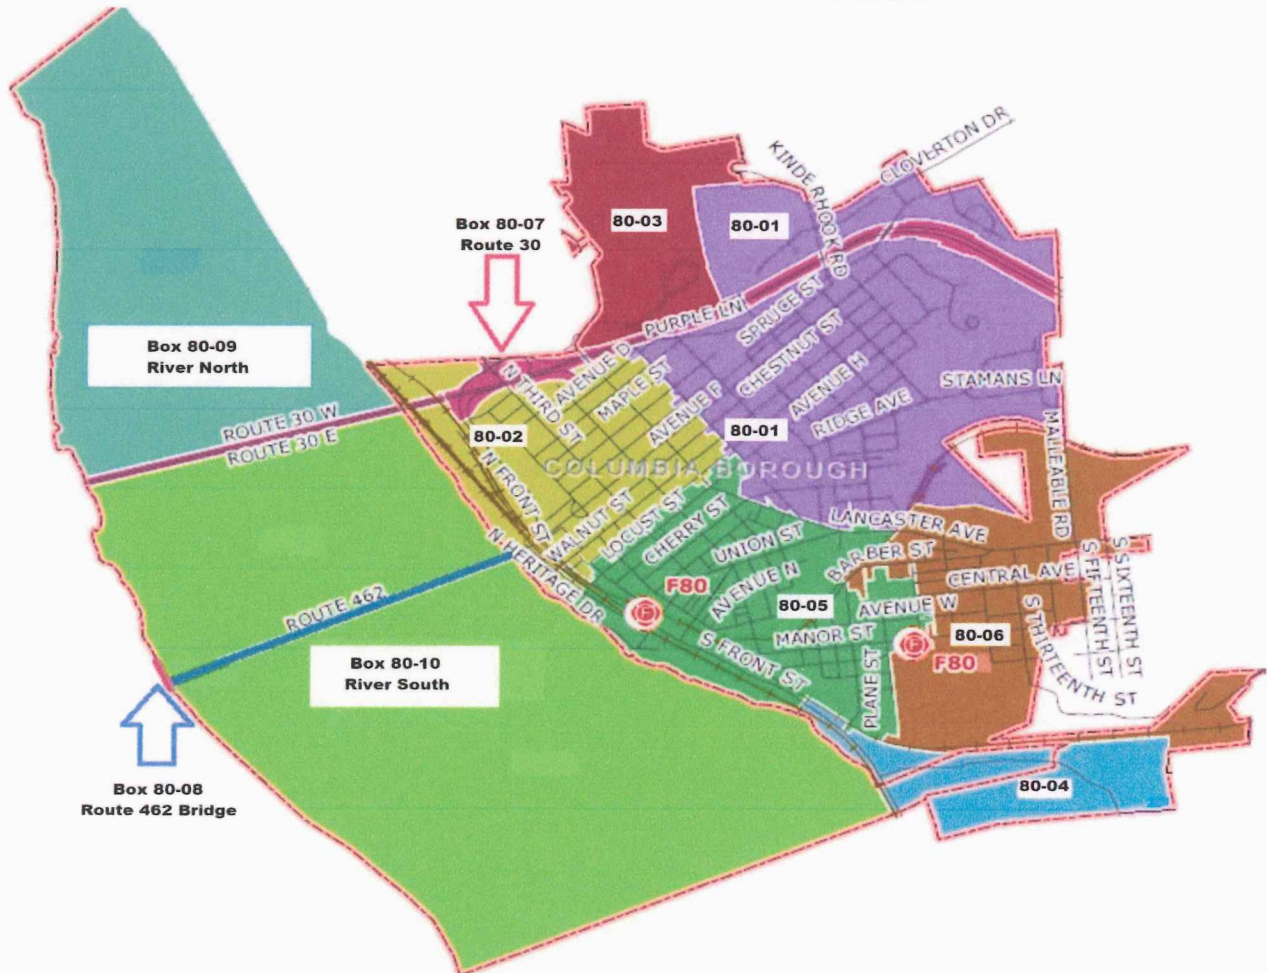 CLOVERTON DR
KINDERHOOK RD
80-03
80-01
Box 80-07
Route 30
PURPLE LN
SPRUCE ST
Box 80-09
River North
AVENUE D
CHESTNUT ST
N THIRD ST
MAPLE ST
AVENUE H
STAMANS LN
AVENUE F
RIDGE AVE
ROUTE 30 W
ROUTE 30 E
80-02
80-01
MALLEABLE RD
COLUMBIA BOROUGH
N FRONT ST
WALNUT ST
LOCUST ST
CHERRY ST
LANCASTER AVE
UNION ST
BARBER ST
N HERITAGE DR
CENTRAL AVE
S FIFTEENTH ST
S SIXTEENTH ST
F80
AVENUE N
ROUTE 462
80-05
AVENUE W
MANOR ST
80-06
S THIRTEENTH ST
S FRONT ST
F
F
F80
Box 80-10
River South
PLANE ST
80-04
Box 80-08
Route 462 Bridge